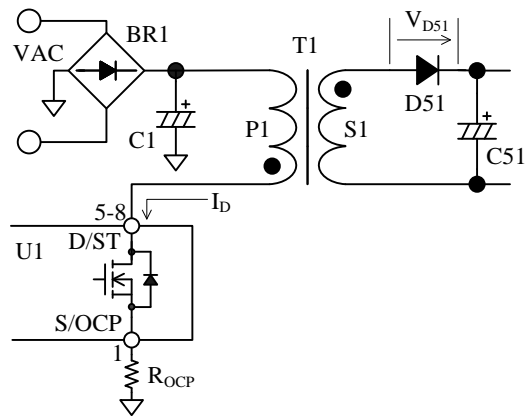 VAC
BR1
T1
V_D51
D51
C1
P1
S1
C51
5-8
I_D
D/ST
U1
S/OCP
1
R_OCP
+
+